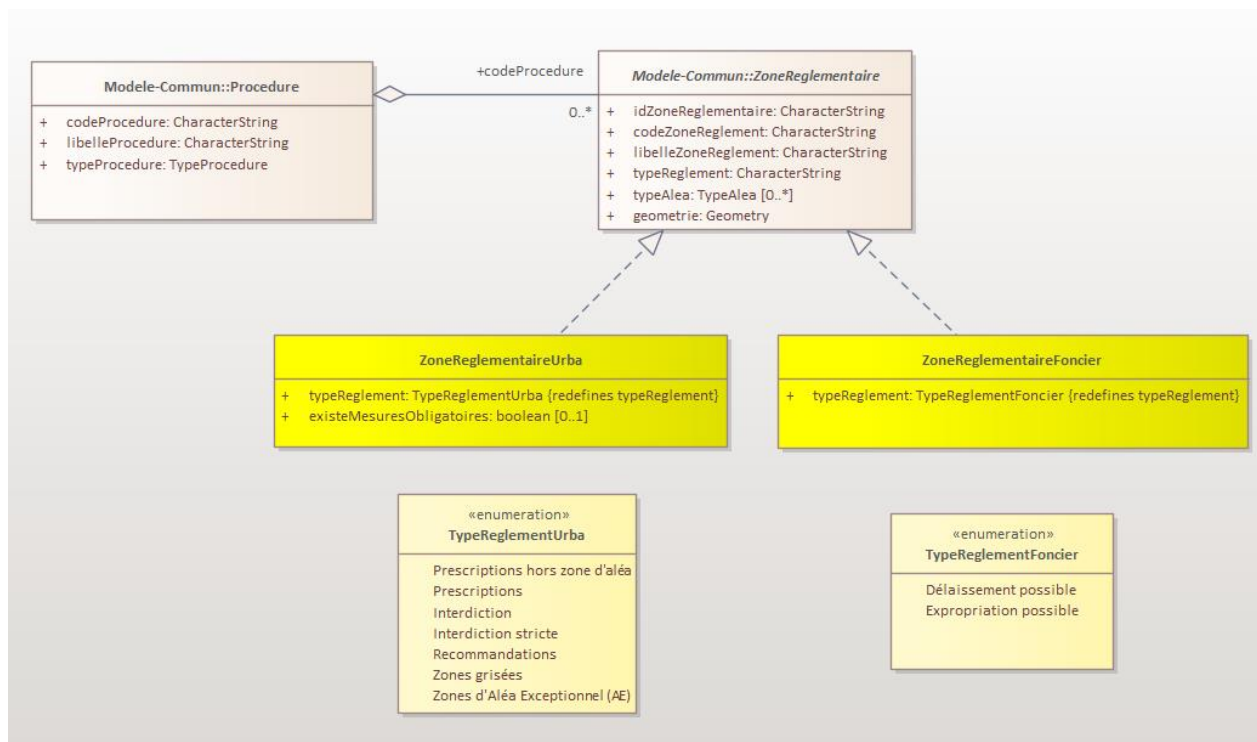 Modele-Commun::Procedure
+ codeProcedure: CharacterString
+ libelleProcedure: CharacterString
+ typeProcedure: TypeProcedure
+codeProcedure
0..*
Modele-Commun::ZoneReglementaire
+ idZoneReglementaire: CharacterString
+ codeZoneReglement: CharacterString
+ libelleZoneReglement: CharacterString
+ typeReglement: CharacterString
+ typeAlea: TypeAlea [0..*]
+ geometrie: Geometry
ZoneReglementaireUrba
+ typeReglement: TypeReglementUrba {redefines typeReglement}
+ existeMesuresObligatoires: boolean [0..1]
ZoneReglementaireFoncier
+ typeReglement: TypeReglementFoncier {redefines typeReglement}
«enumeration»
TypeReglementUrba
Prescriptions hors zone d'aléa
Prescriptions
Interdiction
Interdiction stricte
Recommandations
Zones grisées
Zones d'Aléa Exceptionnel (AE)
«enumeration»
TypeReglementFoncier
Délaissement possible
Expropriation possible